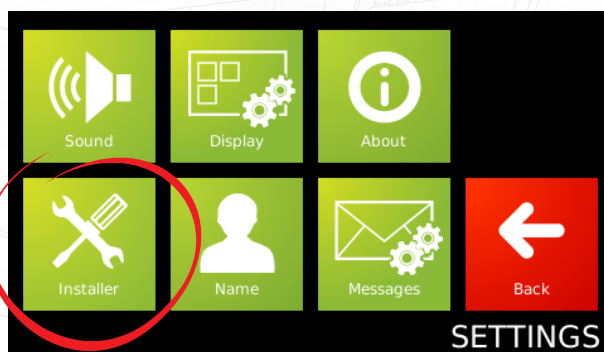 Sound
Display
About
Installer
Name
Messages
Back
SETTINGS